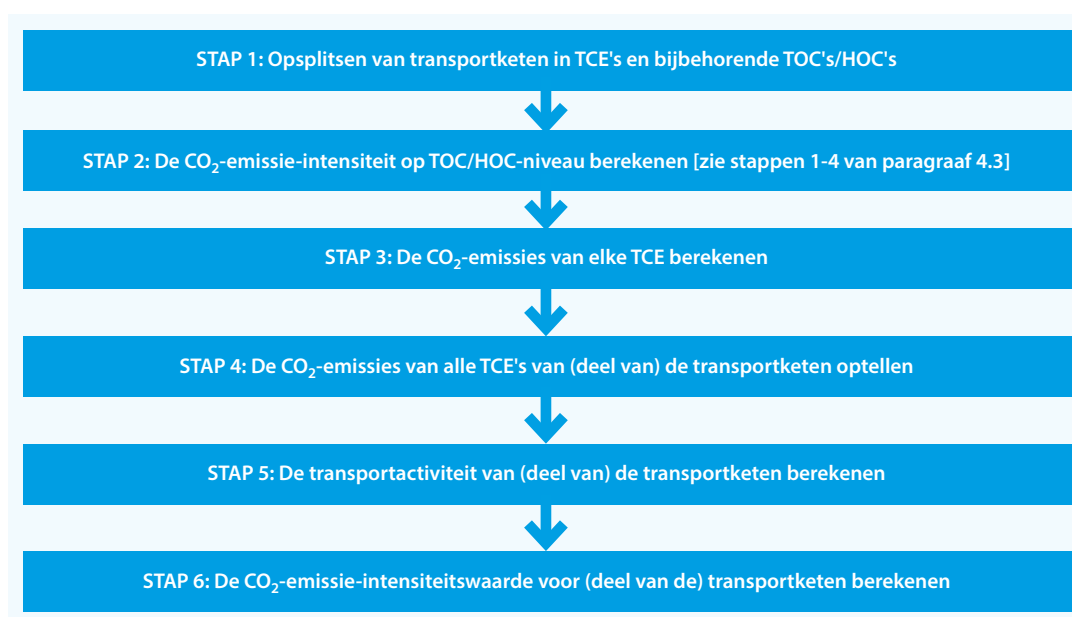 STAP 1: Opsplitsen van transportketen in TCE's en bijbehorende TOC's/HOC's
STAP 2: De CO₂-emissie-intensiteit op TOC/HOC-niveau berekenen [zie stappen 1-4 van paragraaf 4.3]
STAP 3: De CO₂-emissies van elke TCE berekenen
STAP 4: De CO₂-emissies van alle TCE's van (deel van) de transportketen optellen
STAP 5: De transportactiviteit van (deel van) de transportketen berekenen
STAP 6: De CO₂-emissie-intensiteitswaarde voor (deel van de) transportketen berekenen